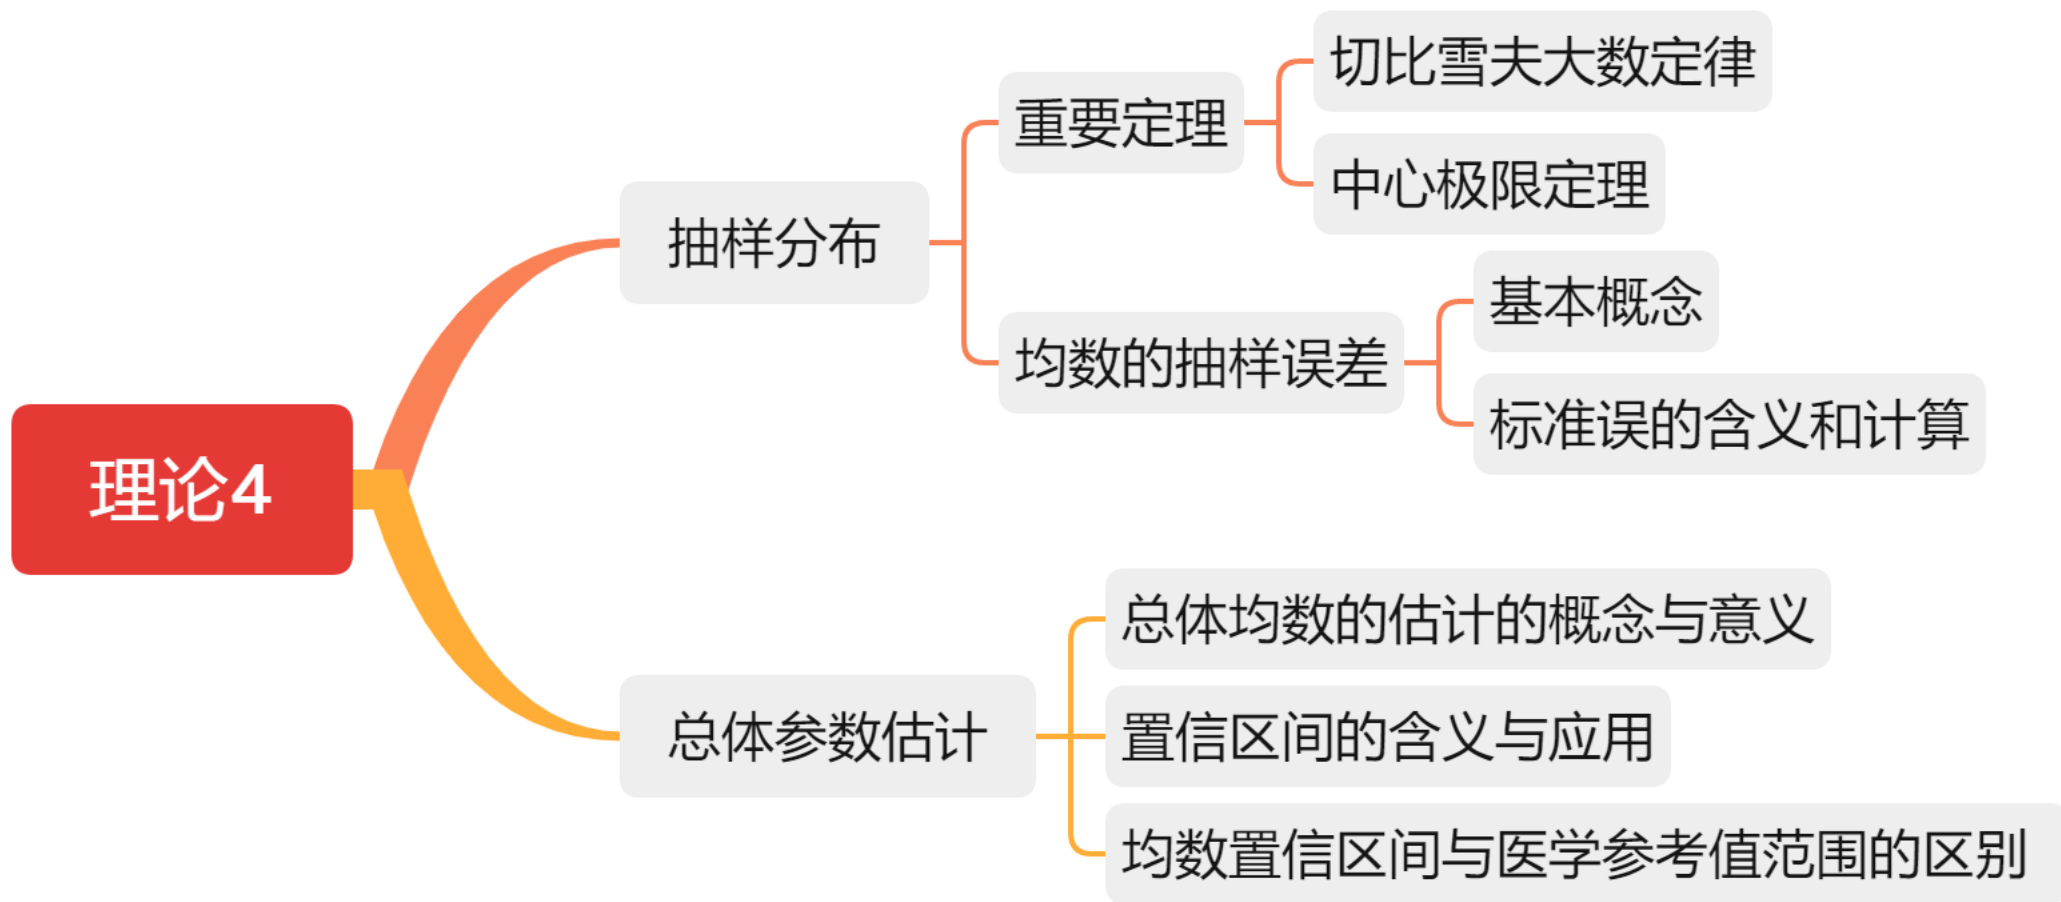 理论4
抽样分布
重要定理
切比雪夫大数定律
中心极限定理
均数的抽样误差
基本概念
标准误的含义和计算
总体参数估计
总体均数的估计的概念与意义
置信区间的含义与应用
均数置信区间与医学参考值范围的区别